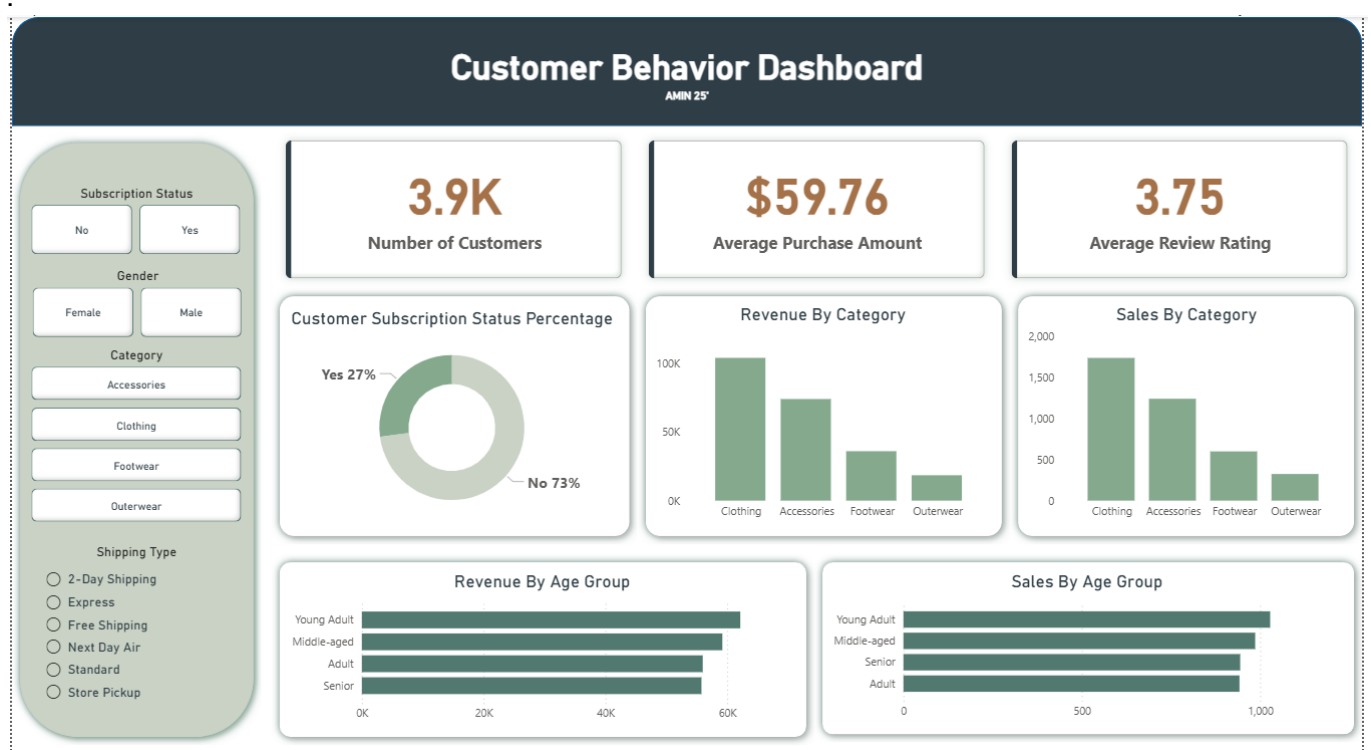 Customer Behavior Dashboard
AMIN 25'
Subscription Status
No
Yes
Gender
Female
Male
Category
Accessories
Clothing
Footwear
Outerwear
Shipping Type
2-Day Shipping
Express
Free Shipping
Next Day Air
Standard
Store Pickup
3.9K
Number of Customers
$59.76
Average Purchase Amount
3.75
Average Review Rating
Customer Subscription Status Percentage
Yes 27%
No 73%
Revenue By Category
100K
50K
0K
Clothing Accessories Footwear Outerwear
Sales By Category
2,000
1,500
1,000
500
0
Clothing Accessories Footwear Outerwear
Revenue By Age Group
Young Adult
Middle-aged
Adult
Senior
0K 20K 40K 60K
Sales By Age Group
Young Adult
Middle-aged
Senior
Adult
0 500 1,000